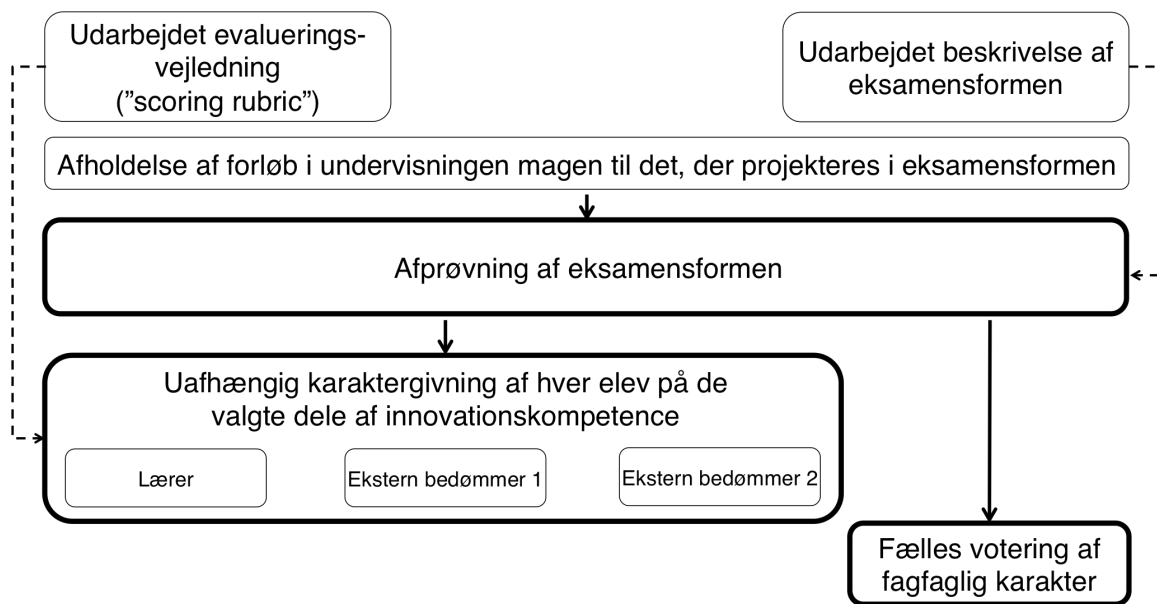 Udarbejdet evaluerings-
vejledning
(”scoring rubric”)
Udarbejdet beskrivelse af
eksamensformen
Afholdelse af forløb i undervisningen magen til det, der projekteres i eksamensformen
Afprøvning af eksamensformen
Uafhængig karaktergivning af hver elev på de
valgte dele af innovationskompetence
Lærer
Ekstern bedømmer 1
Ekstern bedømmer 2
Fælles votering af
fagfaglig karakter